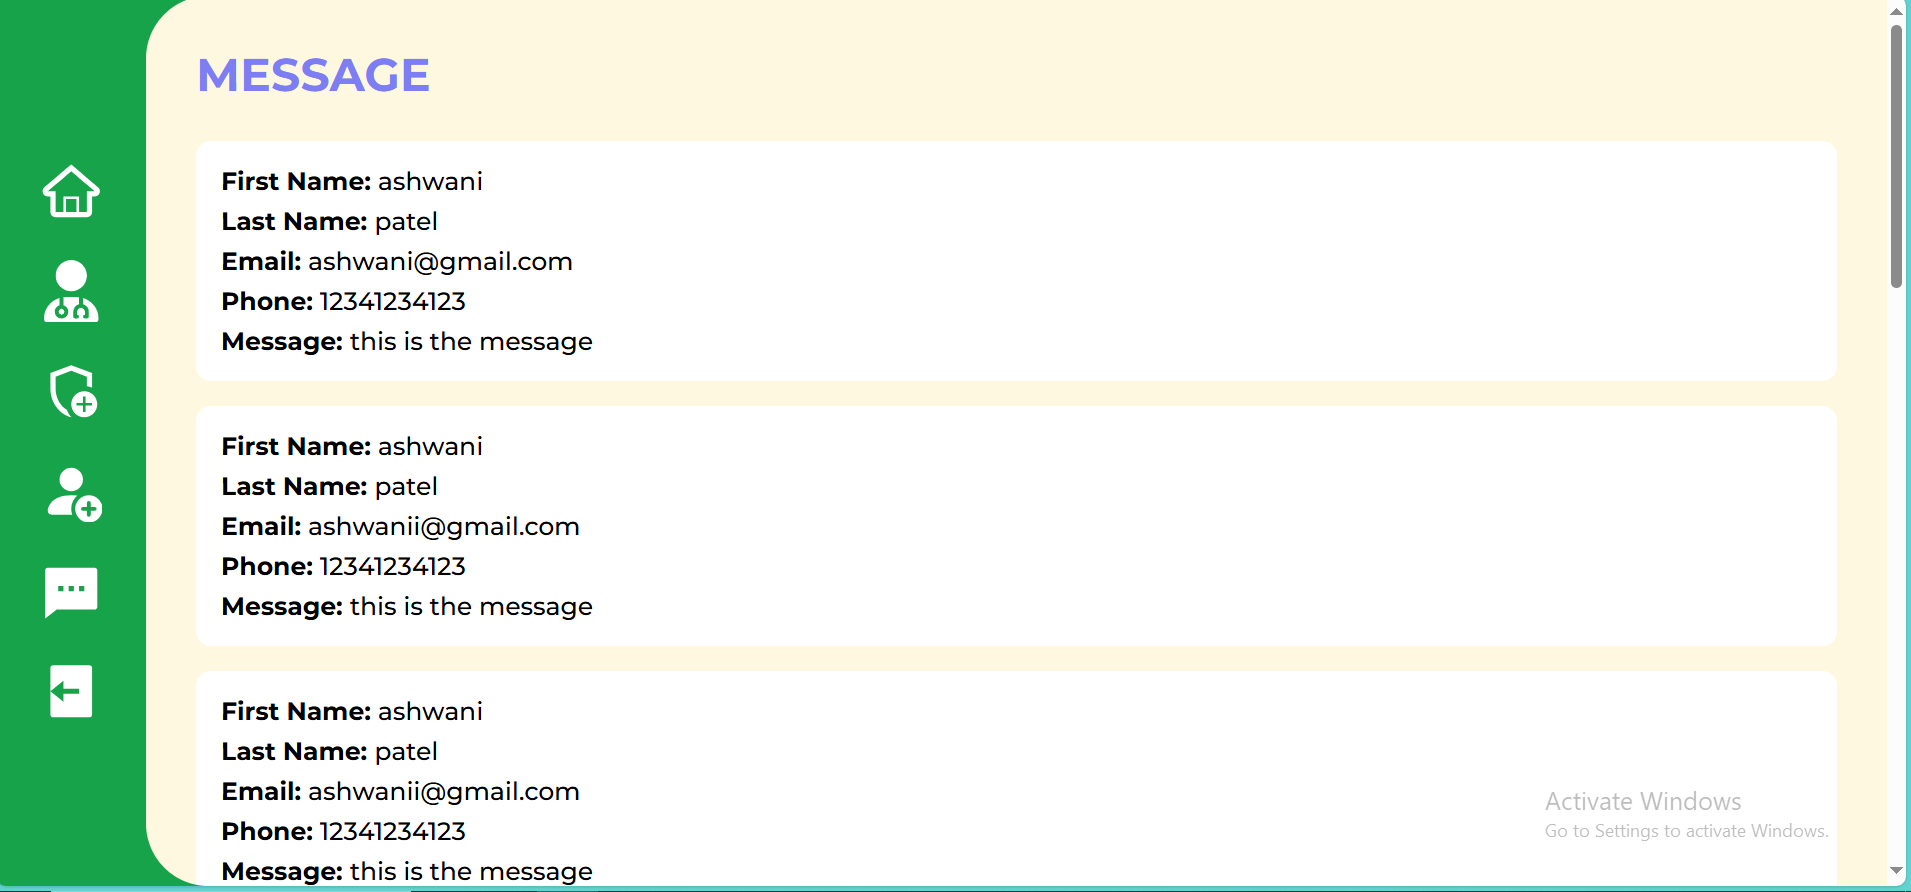 MESSAGE
First Name: ashwani
Last Name: patel
Email: ashwani@gmail.com
Phone: 12341234123
Message: this is the message
First Name: ashwani
Last Name: patel
Email: ashwanii@gmail.com
Phone: 12341234123
Message: this is the message
First Name: ashwani
Last Name: patel
Email: ashwanii@gmail.com
Phone: 12341234123
Message: this is the message
Activate Windows
Go to Settings to activate Windows.